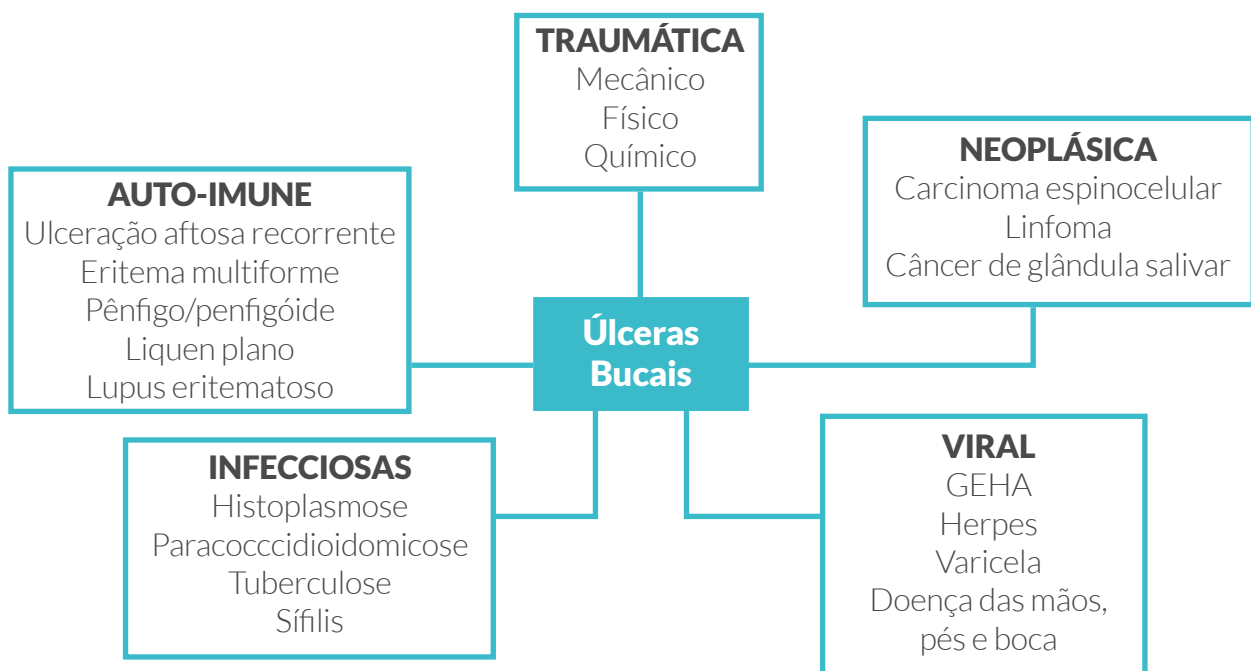 TRAUMÁTICA
Mecânico
Físico
Químico
NEOPLÁSICA
Carcinoma espinocelular
Linfoma
Câncer de glândula salivar
AUTO-IMUNE
Ulceração aftosa recorrente
Eritema multiforme
Pênfigo/penfigóide
Liquen plano
Lupus eritematoso
Úlceras
Bucais
INFECCIOSAS
Histoplasmose
Paracocccidioidomicose
Tuberculose
Sífilis
VIRAL
GEHA
Herpes
Varicela
Doença das mãos,
pés e boca